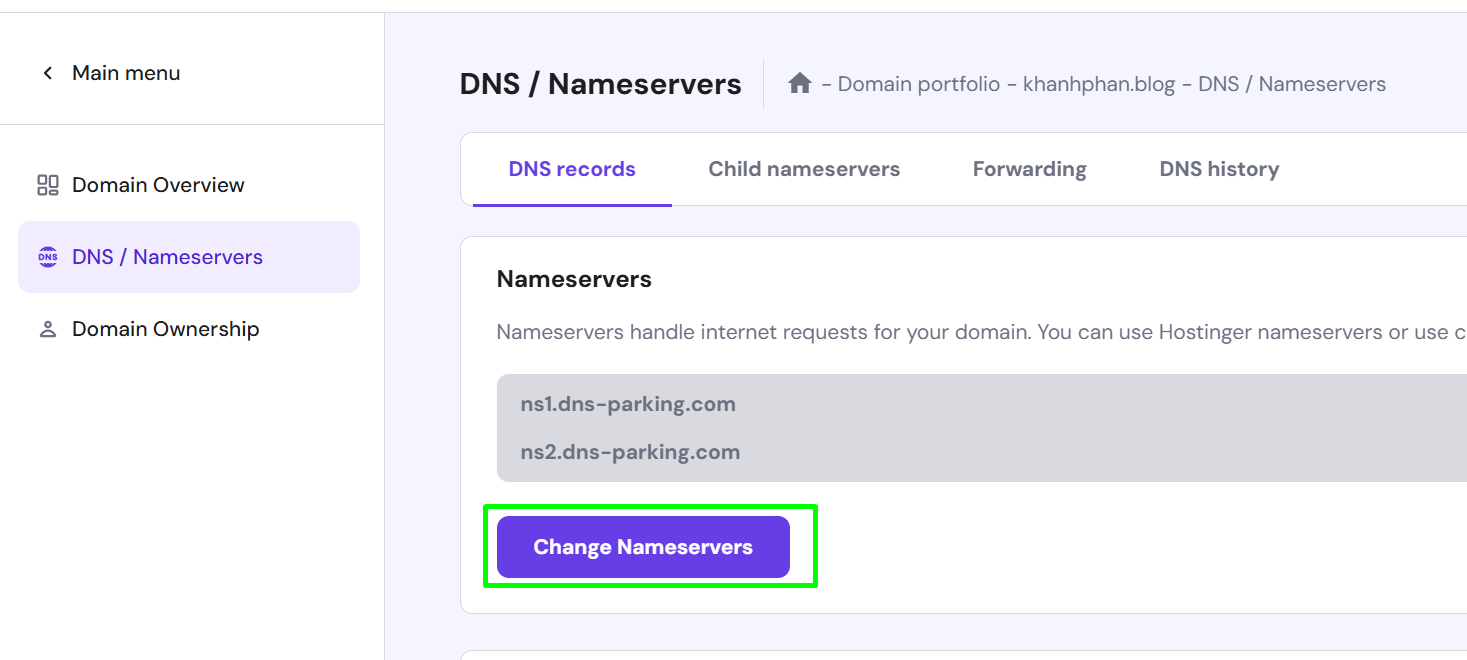 Main menu
Domain Overview
DNS
DNS / Nameservers
Domain Ownership
DNS / Nameservers
- Domain portfolio - khanhphan.blog - DNS / Nameservers
DNS records
Child nameservers
Forwarding
DNS history
Nameservers
Nameservers handle internet requests for your domain. You can use Hostinger nameservers or use c
ns1.dns-parking.com
ns2.dns-parking.com
Change Nameservers